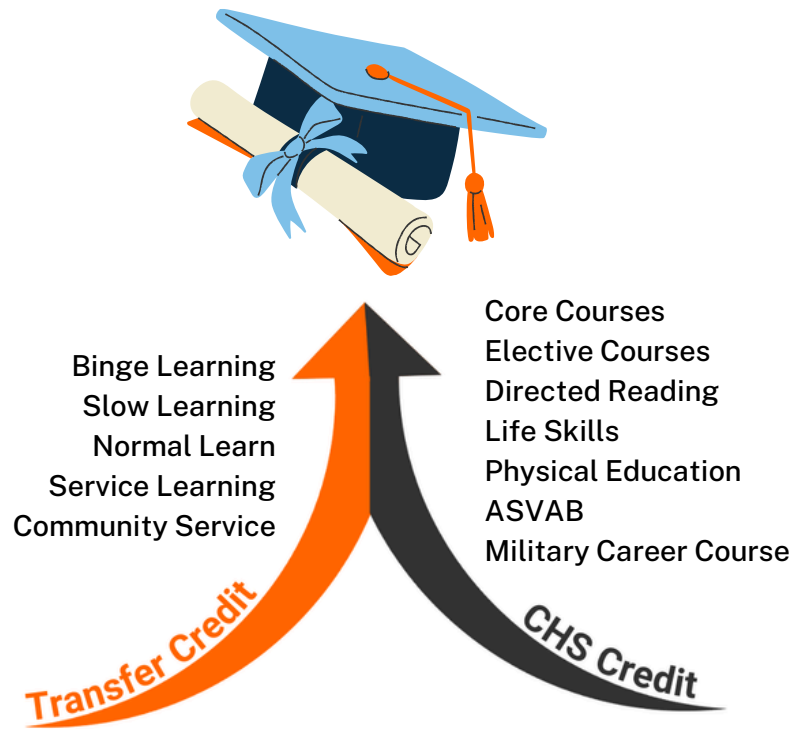 Binge Learning
Slow Learning
Normal Learn
Service Learning
Community Service
Transfer Credit
Core Courses
Elective Courses
Directed Reading
Life Skills
Physical Education
ASVAB
Military Career Course
CHS Credit